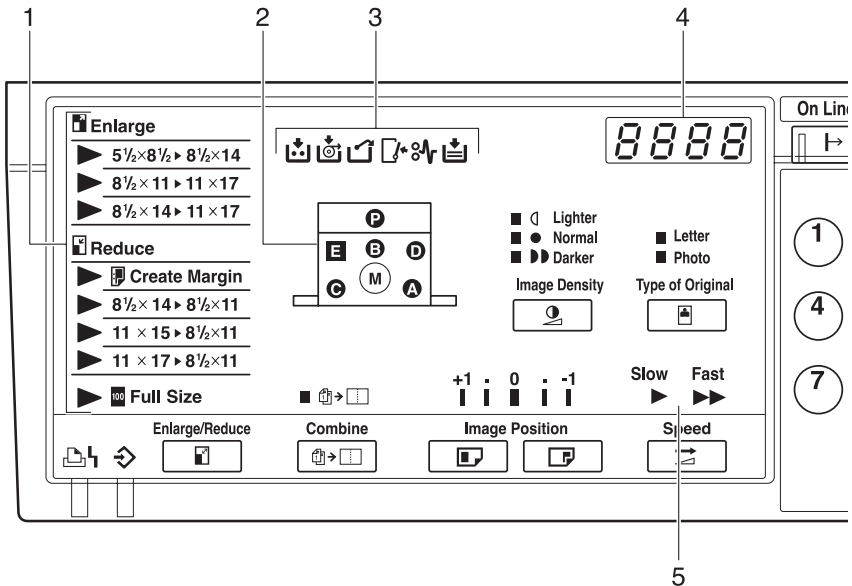 1 2 3 4
On Line
Enlarge
5½×8½ ▸ 8½×14
8½×11 ▸ 11×17
8½×14 ▸ 11×17
8888
P
E B D
C M A
Lighter
Normal
Darker
Letter
Photo
Image Density
Type of Original
Reduce
Create Margin
8½×14 ▸ 8½×11
11×15 ▸ 8½×11
11×17 ▸ 8½×11
100 Full Size
+1 . 0 . -1
Slow Fast
Enlarge/Reduce
Combine
Image Position
Speed
1
4
7
5